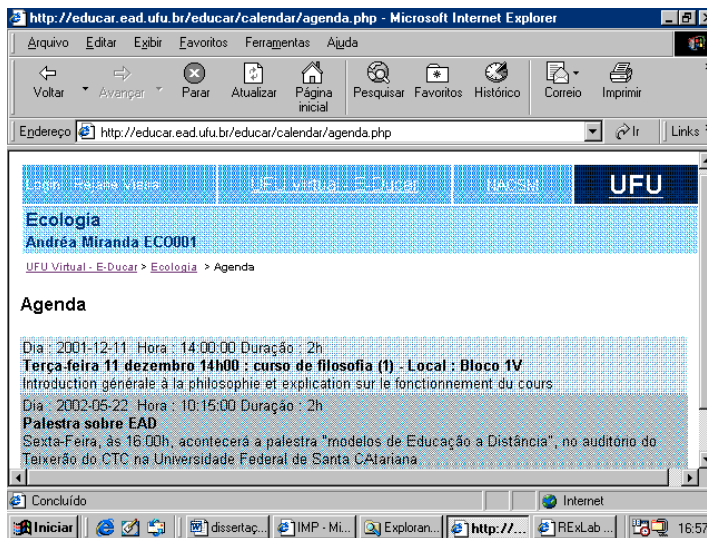 http://educar.ead.ufu.br/educar/calendar/agenda.php - Microsoft Internet Explorer
Arquivo Editar Exibir Favoritos Ferramentas Ajuda
Voltar Avançar Parar Atualizar Página inicial Pesquisar Favoritos Histórico Correio Imprimir
Endereço http://educar.ead.ufu.br/educar/calendar/agenda.php Ir Links
Login : Rejane Vieira UFU Virtual - E-Ducar NACSM UFU
Ecologia
Andréa Miranda ECO001
UFU Virtual - E-Ducar > Ecologia > Agenda
Agenda
Dia : 2001-12-11 Hora : 14:00:00 Duração : 2h
Terça-feira 11 dezembro 14h00 : curso de filosofia (1) - Local : Bloco 1V
Introduction générale à la philosophie et explication sur le fonctionnement du cours
Dia : 2002-05-22 Hora : 10:15:00 Duração : 2h
Palestra sobre EAD
Sexta-Feira, às 16:00h, acontecerá a palestra "modelos de Educação a Distância", no auditório do
Teixerão do CTC na Universidade Federal de Santa CAtariana.
Concluído Internet
Iniciar dissertaç... IMP - Mi... Exploran... http://... RExLab ... 16:57